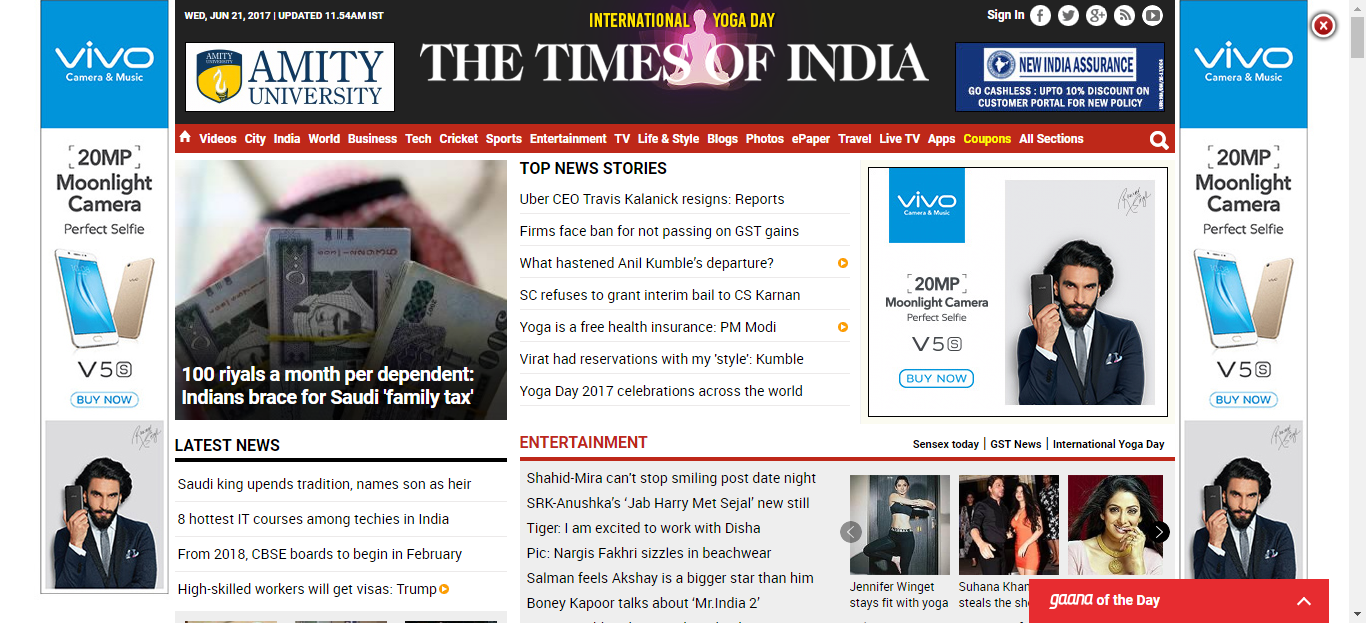 vivo
Camera & Music
20MP
Moonlight
Camera
Perfect Selfie
V5s
BUY NOW
WED, JUN 21, 2017 | UPDATED 11.54AM IST
INTERNATIONAL YOGA DAY
THE TIMES OF INDIA
Sign In
AMITY UNIVERSITY
AMITY
UNIVERSITY
NEW INDIA ASSURANCE
GO CASHLESS : UPTO 10% DISCOUNT ON
CUSTOMER PORTAL FOR NEW POLICY
Videos City India World Business Tech Cricket Sports Entertainment TV Life & Style Blogs Photos ePaper Travel Live TV Apps Coupons All Sections
100 riyals a month per dependent:
Indians brace for Saudi 'family tax'
LATEST NEWS
Saudi king upends tradition, names son as heir
8 hottest IT courses among techies in India
From 2018, CBSE boards to begin in February
High-skilled workers will get visas: Trump
TOP NEWS STORIES
Uber CEO Travis Kalanick resigns: Reports
Firms face ban for not passing on GST gains
What hastened Anil Kumble’s departure?
SC refuses to grant interim bail to CS Karnan
Yoga is a free health insurance: PM Modi
Virat had reservations with my 'style': Kumble
Yoga Day 2017 celebrations across the world
vivo
Camera & Music
20MP
Moonlight Camera
Perfect Selfie
V5s
BUY NOW
ENTERTAINMENT
Sensex today | GST News | International Yoga Day
Shahid-Mira can't stop smiling post date night
SRK-Anushka’s ‘Jab Harry Met Sejal’ new still
Tiger: I am excited to work with Disha
Pic: Nargis Fakhri sizzles in beachwear
Salman feels Akshay is a bigger star than him
Boney Kapoor talks about ‘Mr.India 2’
Jennifer Winget
stays fit with yoga
Suhana Khan
steals the sh
gaana of the Day
vivo
Camera & Music
20MP
Moonlight
Camera
Perfect Selfie
V5s
BUY NOW